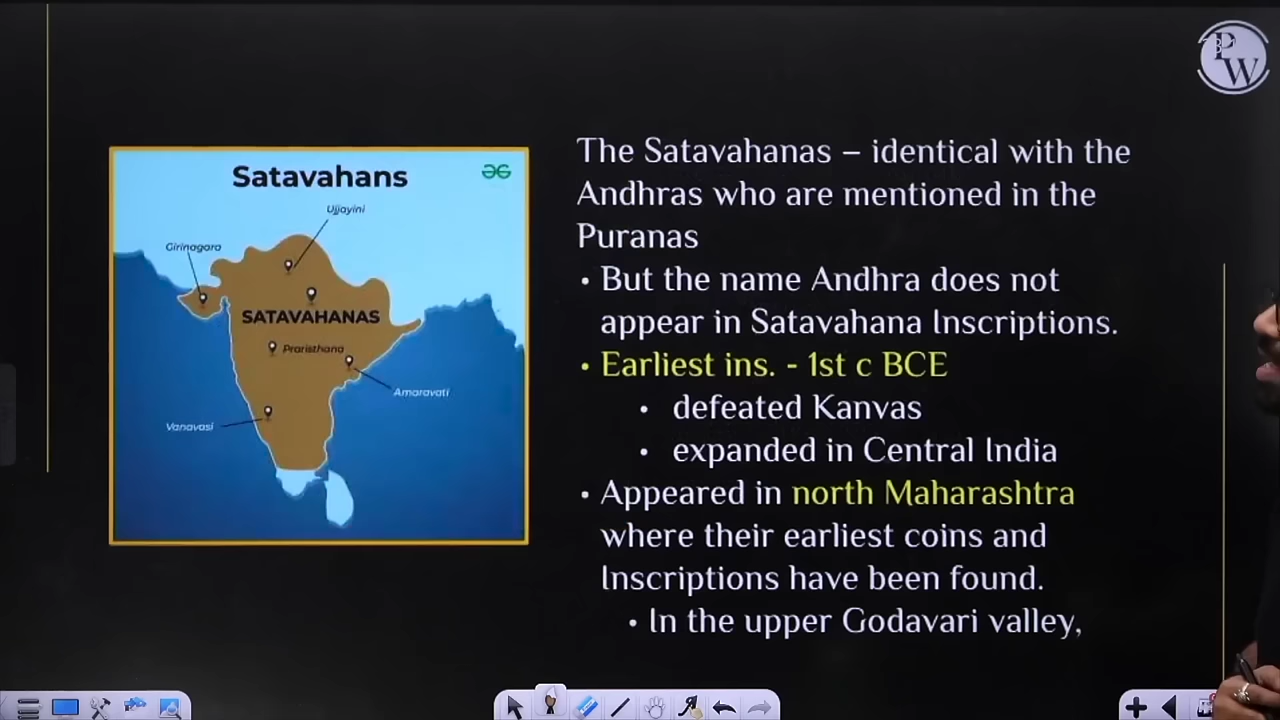 PW
Satavahans
Ujjayini
Girinagara
SATAVAHANAS
Praristhana
Amaravati
Vanavasi
The Satavahanas – identical with the
Andhras who are mentioned in the
Puranas
• But the name Andhra does not
appear in Satavahana Inscriptions.
• Earliest ins. - 1st c BCE
• defeated Kanvas
• expanded in Central India
• Appeared in north Maharashtra
where their earliest coins and
Inscriptions have been found.
• In the upper Godavari valley,